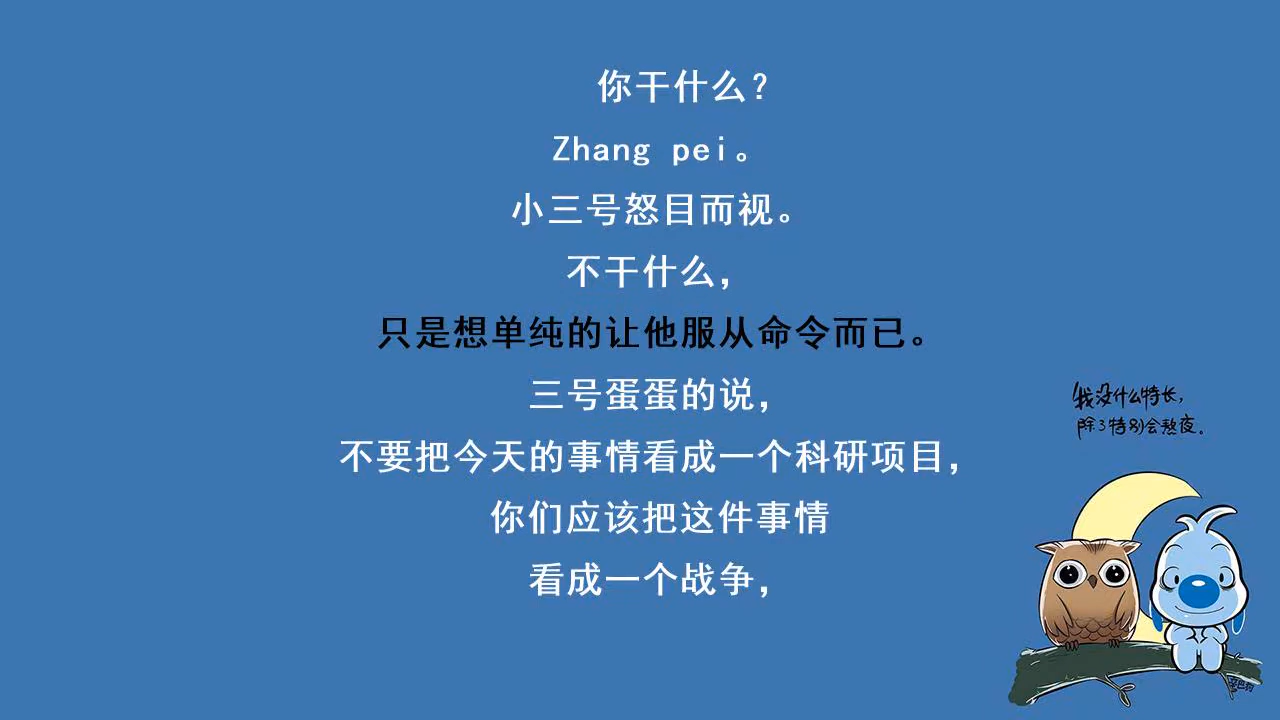 你干什么？
Zhang pei。
小三号怒目而视。
不干什么，
只是想单纯的让他服从命令而已。
三号蛋蛋的说，
不要把今天的事情看成一个科研项目，
你们应该把这件事情
看成一个战争，
我没什么特长，
除了特别会熬夜。